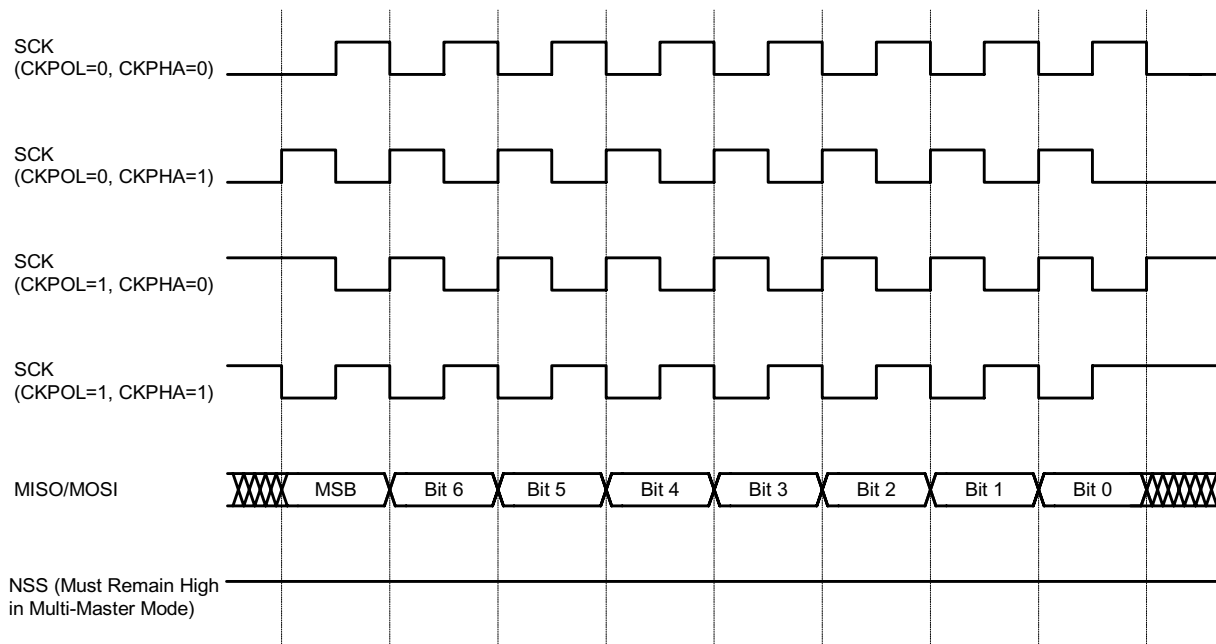 SCK
(CKPOL=0, CKPHA=0)
SCK
(CKPOL=0, CKPHA=1)
SCK
(CKPOL=1, CKPHA=0)
SCK
(CKPOL=1, CKPHA=1)
MISO/MOSI MSB Bit 6 Bit 5 Bit 4 Bit 3 Bit 2 Bit 1 Bit 0
NSS (Must Remain High
in Multi-Master Mode)